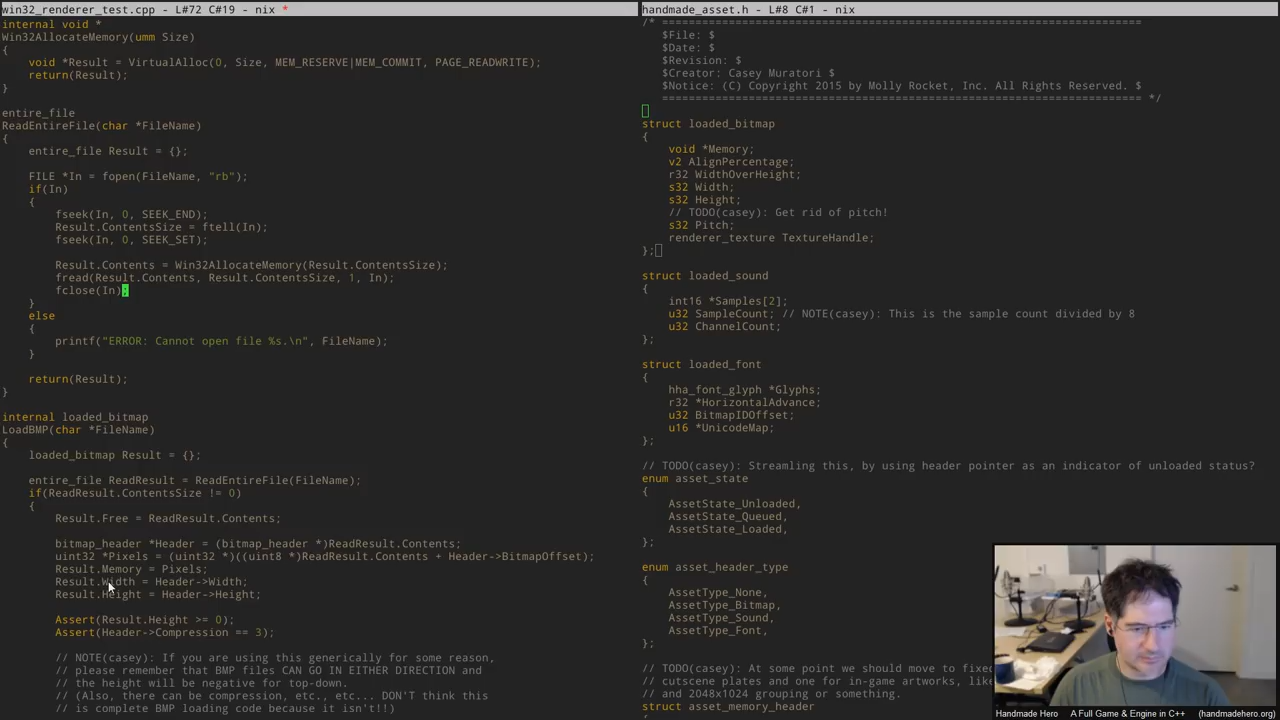 win32_renderer_test.cpp - L#72 C#19 - nix *
internal void *
Win32AllocateMemory(umm Size)
{
void *Result = VirtualAlloc(0, Size, MEM_RESERVE|MEM_COMMIT, PAGE_READWRITE);
return(Result);
}
entire_file
ReadEntireFile(char *FileName)
{
entire_file Result = {};
FILE *In = fopen(FileName, "rb");
if(In)
{
fseek(In, 0, SEEK_END);
Result.ContentsSize = ftell(In);
fseek(In, 0, SEEK_SET);
Result.Contents = Win32AllocateMemory(Result.ContentsSize);
fread(Result.Contents, Result.ContentsSize, 1, In);
fclose(In);
}
else
{
printf("ERROR: Cannot open file %s.\n", FileName);
}
return(Result);
}
internal loaded_bitmap
LoadBMP(char *FileName)
{
loaded_bitmap Result = {};
entire_file ReadResult = ReadEntireFile(FileName);
if(ReadResult.ContentsSize != 0)
{
Result.Free = ReadResult.Contents;
bitmap_header *Header = (bitmap_header *)ReadResult.Contents;
uint32 *Pixels = (uint32 *)((uint8 *)ReadResult.Contents + Header->BitmapOffset);
Result.Memory = Pixels;
Result.Width = Header->Width;
Result.Height = Header->Height;
Assert(Result.Height >= 0);
Assert(Header->Compression == 3);
// NOTE(casey): If you are using this generically for some reason,
// please remember that BMP files CAN GO IN EITHER DIRECTION and
// the height will be negative for top-down.
// (Also, there can be compression, etc., etc... DON'T think this
// is complete BMP loading code because it isn't!!)
handmade_asset.h - L#8 C#1 - nix
/* ========================================================================
$File: $
$Date: $
$Revision: $
$Creator: Casey Muratori $
$Notice: (C) Copyright 2015 by Molly Rocket, Inc. All Rights Reserved. $
======================================================================== */
struct loaded_bitmap
{
void *Memory;
v2 AlignPercentage;
r32 WidthOverHeight;
s32 Width;
s32 Height;
// TODO(casey): Get rid of pitch!
s32 Pitch;
renderer_texture TextureHandle;
};
struct loaded_sound
{
int16 *Samples[2];
u32 SampleCount; // NOTE(casey): This is the sample count divided by 8
u32 ChannelCount;
};
struct loaded_font
{
hha_font_glyph *Glyphs;
r32 *HorizontalAdvance;
u32 BitmapIDOffset;
u16 *UnicodeMap;
};
// TODO(casey): Streamling this, by using header pointer as an indicator of unloaded status?
enum asset_state
{
AssetState_Unloaded,
AssetState_Queued,
AssetState_Loaded,
};
enum asset_header_type
{
AssetType_None,
AssetType_Bitmap,
AssetType_Sound,
AssetType_Font,
};
// TODO(casey): At some point we should move to fixed
// cutscene plates and one for in-game artworks, like
// and 2048x1024 grouping or something.
struct asset_memory_header
{
Handmade Hero A Full Game & Engine in C++ (handmadehero.org)